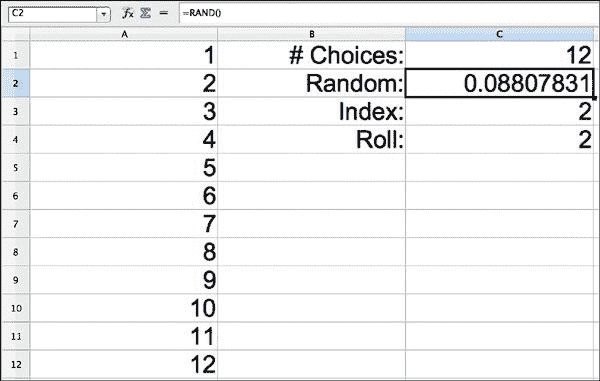 C2 fx Σ = =RAND()
A B C
1 1 # Choices: 12
2 2 Random: 0.08807831
3 3 Index: 2
4 4 Roll: 2
5 5
6 6
7 7
8 8
9 9
10 10
11 11
12 12